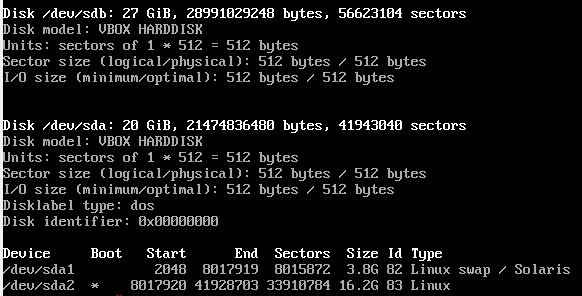 Disk /dev/sdb: 27 GiB, 28991029248 bytes, 56623104 sectors
Disk model: VBOX HARDDISK
Units: sectors of 1 * 512 = 512 bytes
Sector size (logical/physical): 512 bytes / 512 bytes
I/O size (minimum/optimal): 512 bytes / 512 bytes
Disk /dev/sda: 20 GiB, 21474836480 bytes, 41943040 sectors
Disk model: VBOX HARDDISK
Units: sectors of 1 * 512 = 512 bytes
Sector size (logical/physical): 512 bytes / 512 bytes
I/O size (minimum/optimal): 512 bytes / 512 bytes
Disklabel type: dos
Disk identifier: 0x00000000
Device     Boot   Start      End  Sectors  Size Id Type
/dev/sda1          2048  8017919  8015872  3.8G 82 Linux swap / Solaris
/dev/sda2  *    8017920 41928703 33910784 16.2G 83 Linux